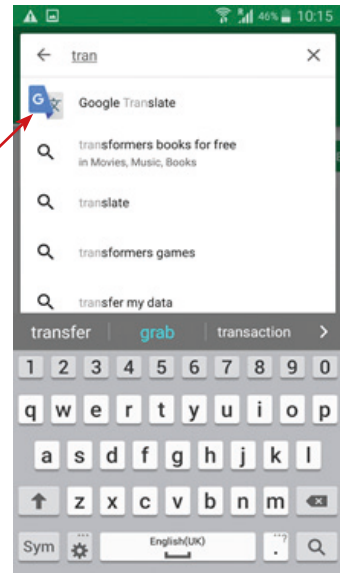 46% 10:15
tran
G 文 Google Translate
transformers books for free
in Movies, Music, Books
translate
transformers games
transfer my data
transfer grab transaction
1 2 3 4 5 6 7 8 9 0
q w e r t y u i o p
a s d f g h j k l
z x c v b n m
Sym English(UK) . ...?